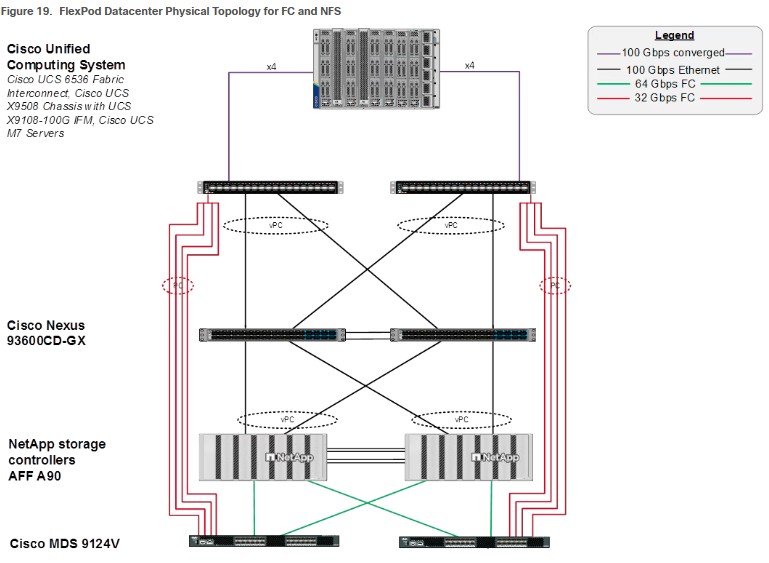 Figure 19. FlexPod Datacenter Physical Topology for FC and NFS
Cisco Unified
Computing System
Cisco UCS 6536 Fabric
Interconnect, Cisco UCS
X9508 Chassis with UCS
X9108-100G IFM, Cisco UCS
M7 Servers
x4
x4
Legend
100 Gbps converged
100 Gbps Ethernet
64 Gbps FC
32 Gbps FC
vPC
vPC
PC
PC
Cisco Nexus
93600CD-GX
vPC
vPC
NetApp storage
controllers
AFF A90
NetApp
NetApp
Cisco MDS 9124V